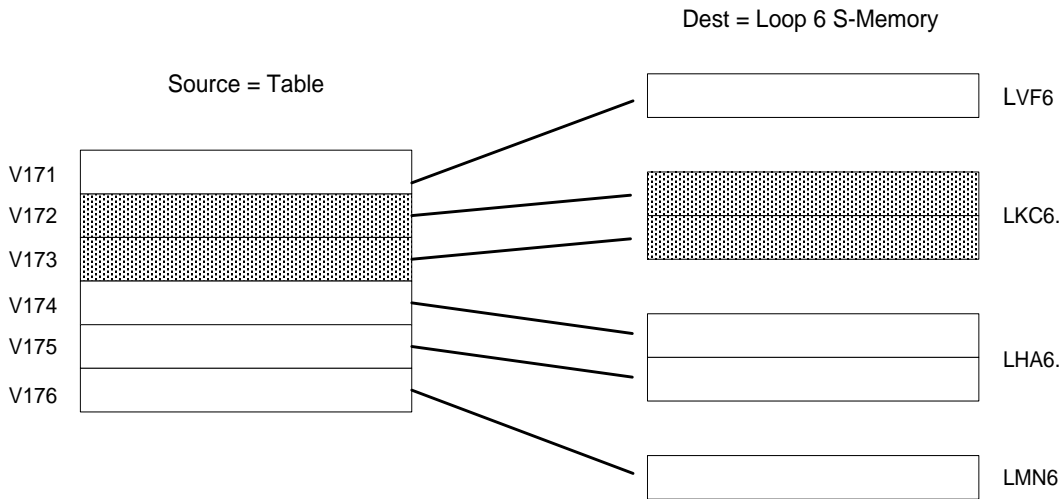 Dest = Loop 6 S-Memory
Source = Table
LVF6
V171
V172
LKC6.
V173
V174
V175
LHA6.
V176
LMN6